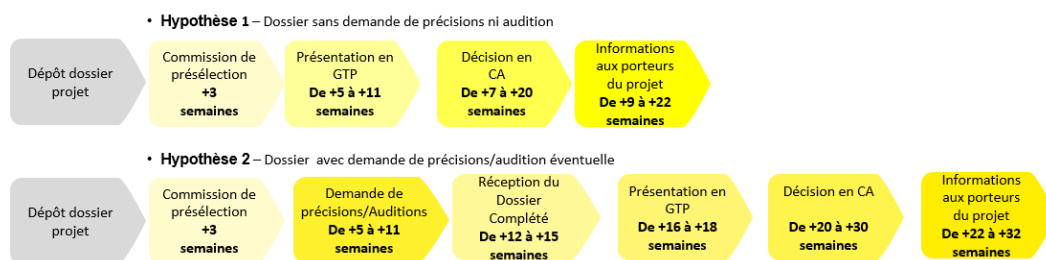 • Hypothèse 1 – Dossier sans demande de précisions ni audition
Dépôt dossier
projet
Commission de
présélection
+3
semaines
Présentation en
GTP
De +5 à +11
semaines
Décision en
CA
De +7 à +20
semaines
Informations
aux porteurs
du projet
De +9 à +22
semaines
• Hypothèse 2 – Dossier avec demande de précisions/audition éventuelle
Dépôt dossier
projet
Commission de
présélection
+3
semaines
Demande de
précisions/Auditions
De +5 à +11
semaines
Réception du
Dossier
Complété
De +12 à +15
semaines
Présentation en
GTP
De +16 à +18
semaines
Décision en CA
De +20 à +30
semaines
Informations
aux porteurs
du projet
De +22 à +32
semaines